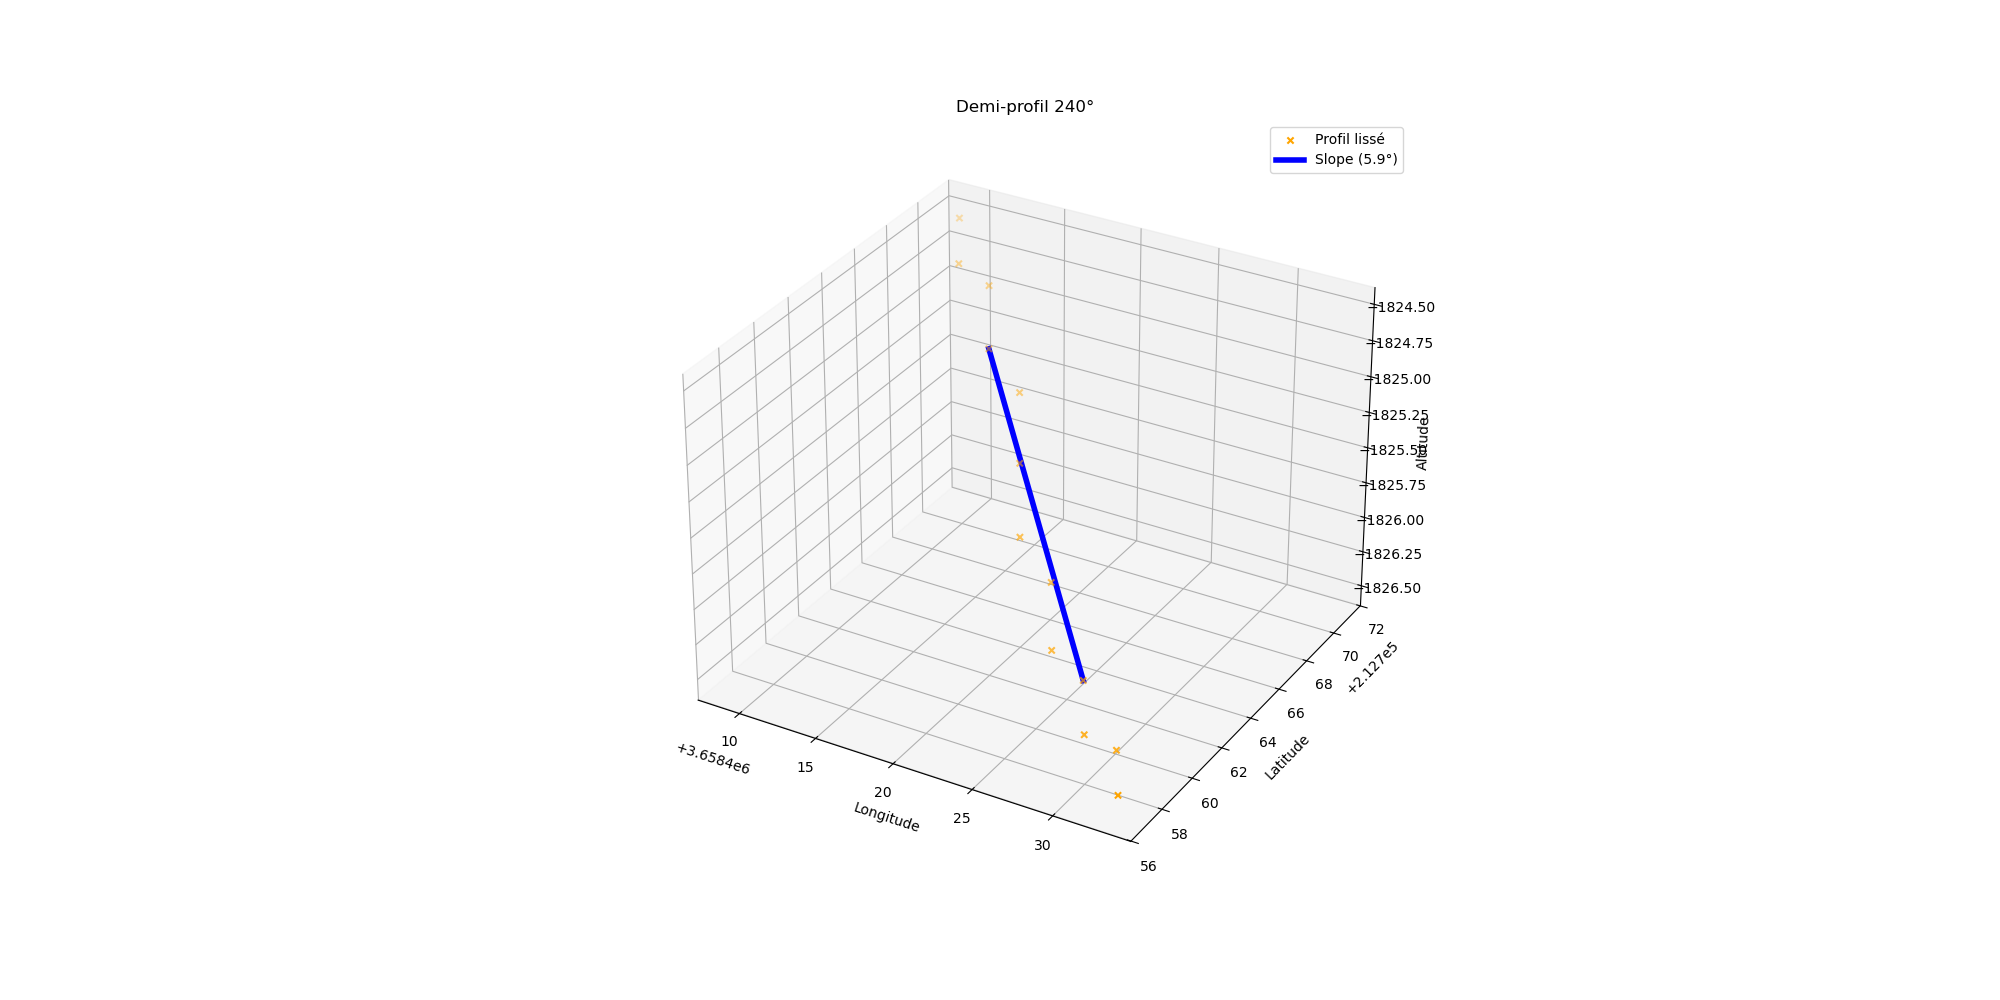 Demi-profil 240°
Profil lissé
Slope (5.9°)
−1824.50
−1824.75
−1825.00
−1825.25
−1825.50
−1825.75
−1826.00
−1826.25
−1826.50
Altitude
72
70
68
66
64
62
60
58
56
+2.127e5
Latitude
10
15
20
25
30
+3.6584e6
Longitude